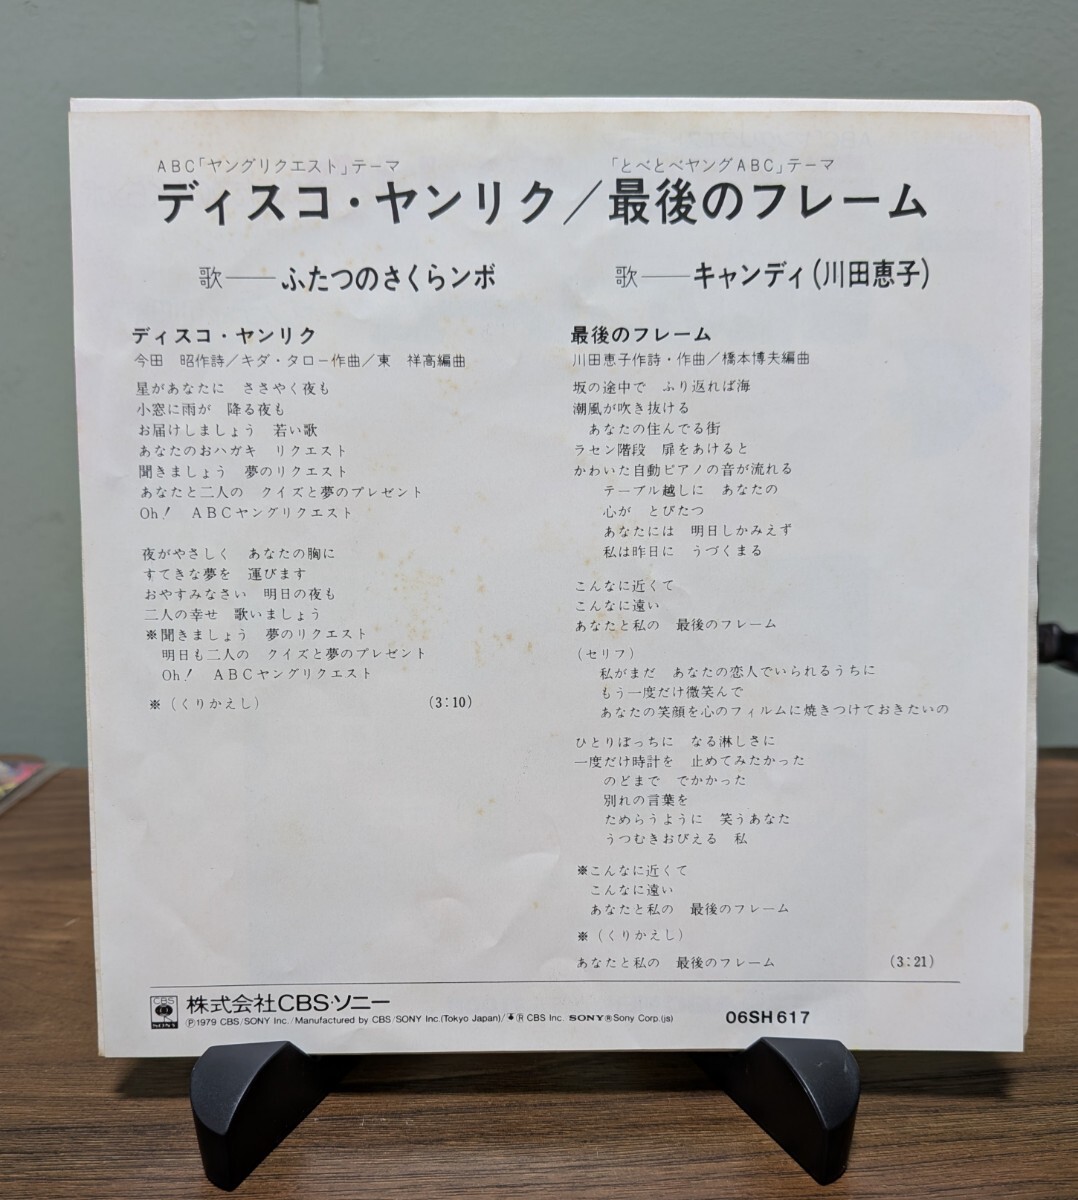 ABC「ヤングリクエスト」テーマ
「とべとべヤングABC」テーマ
ディスコ・ヤンリク／最後のフレーム
歌——ふたつのさくらンボ
歌——キャンディ(川田恵子)
ディスコ・ヤンリク
今田　昭作詩／キダ・タロー作曲／東　祥高編曲
星があなたに　ささやく夜も
小窓に雨が　降る夜も
お届けしましょう　若い歌
あなたのおハガキ　リクエスト
聞きましょう　夢のリクエスト
あなたと二人の　クイズと夢のプレゼント
Oh!　ABCヤングリクエスト
夜がやさしく　あなたの胸に
すてきな夢を　運びます
おやすみなさい　明日の夜も
二人の幸せ　歌いましょう
※聞きましょう　夢のリクエスト
明日も二人の　クイズと夢のプレゼント
Oh!　ABCヤングリクエスト
※（くりかえし）　(3:10)
最後のフレーム
川田恵子作詩・作曲／橋本博夫編曲
坂の途中で　ふり返れば海
潮風が吹き抜ける
あなたの住んでる街
ラセン階段　扉をあけると
かわいた自動ピアノの音が流れる
テーブル越しに　あなたの
心が　とびたつ
あなたには　明日しかみえず
私は昨日に　うづくまる
こんなに近くて
こんなに遠い
あなたと私の　最後のフレーム
（セリフ）
私がまだ　あなたの恋人でいられるうちに
もう一度だけ微笑んで
あなたの笑顔を心のフィルムに焼きつけておきたいの
ひとりぼっちに　なる淋しさに
一度だけ時計を　止めてみたかった
のどまで　でかかった
別れの言葉を
ためらうように　笑うあなた
うつむきおびえる　私
※こんなに近くて
こんなに遠い
あなたと私の　最後のフレーム
※（くりかえし）
あなたと私の　最後のフレーム　(3:21)
CBS
SONY
株式会社CBS・ソニー
Ⓟ1979 CBS/SONY Inc./Manufactured by CBS/SONY Inc.(Tokyo Japan)/ Ⓡ CBS Inc. SONY®Sony Corp.(js)
06SH 617